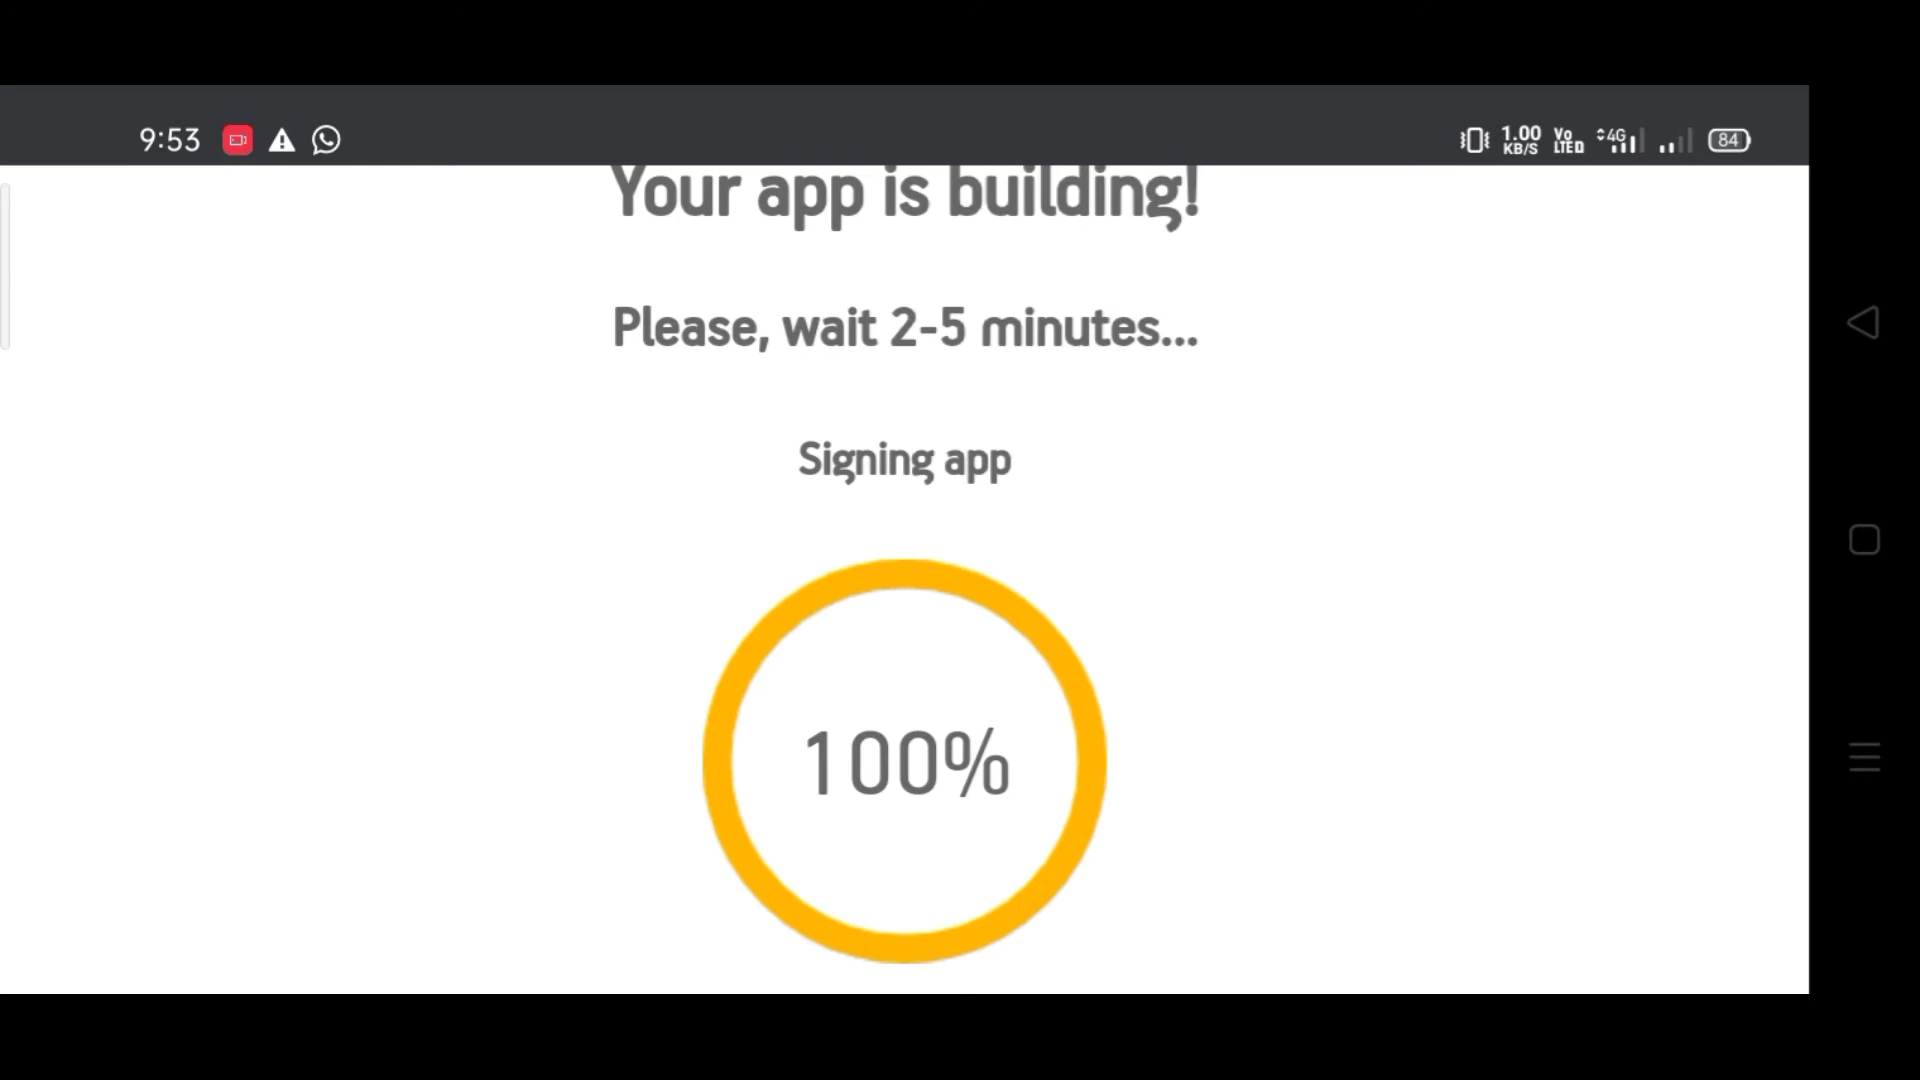 9:53
1.00 KB/S
Vo LTE D
4G
84
Your app is building!
Please, wait 2-5 minutes...
Signing app
100%